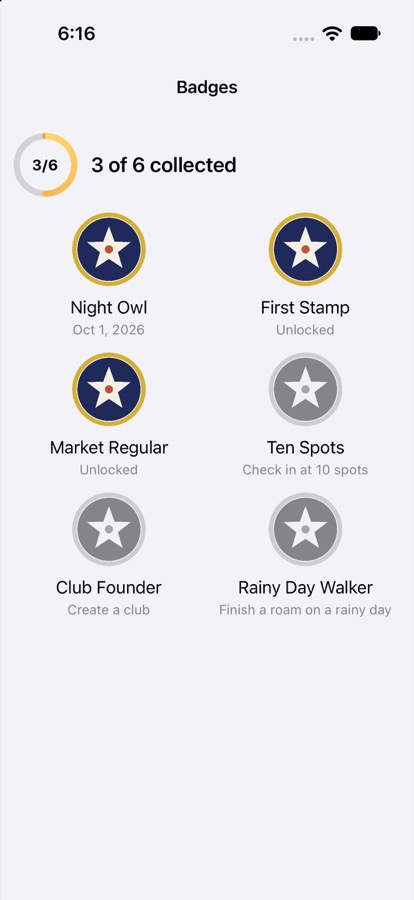 6:16
Badges
3/6
3 of 6 collected
Night Owl
Oct 1, 2026
First Stamp
Unlocked
Market Regular
Unlocked
Ten Spots
Check in at 10 spots
Club Founder
Create a club
Rainy Day Walker
Finish a roam on a rainy day